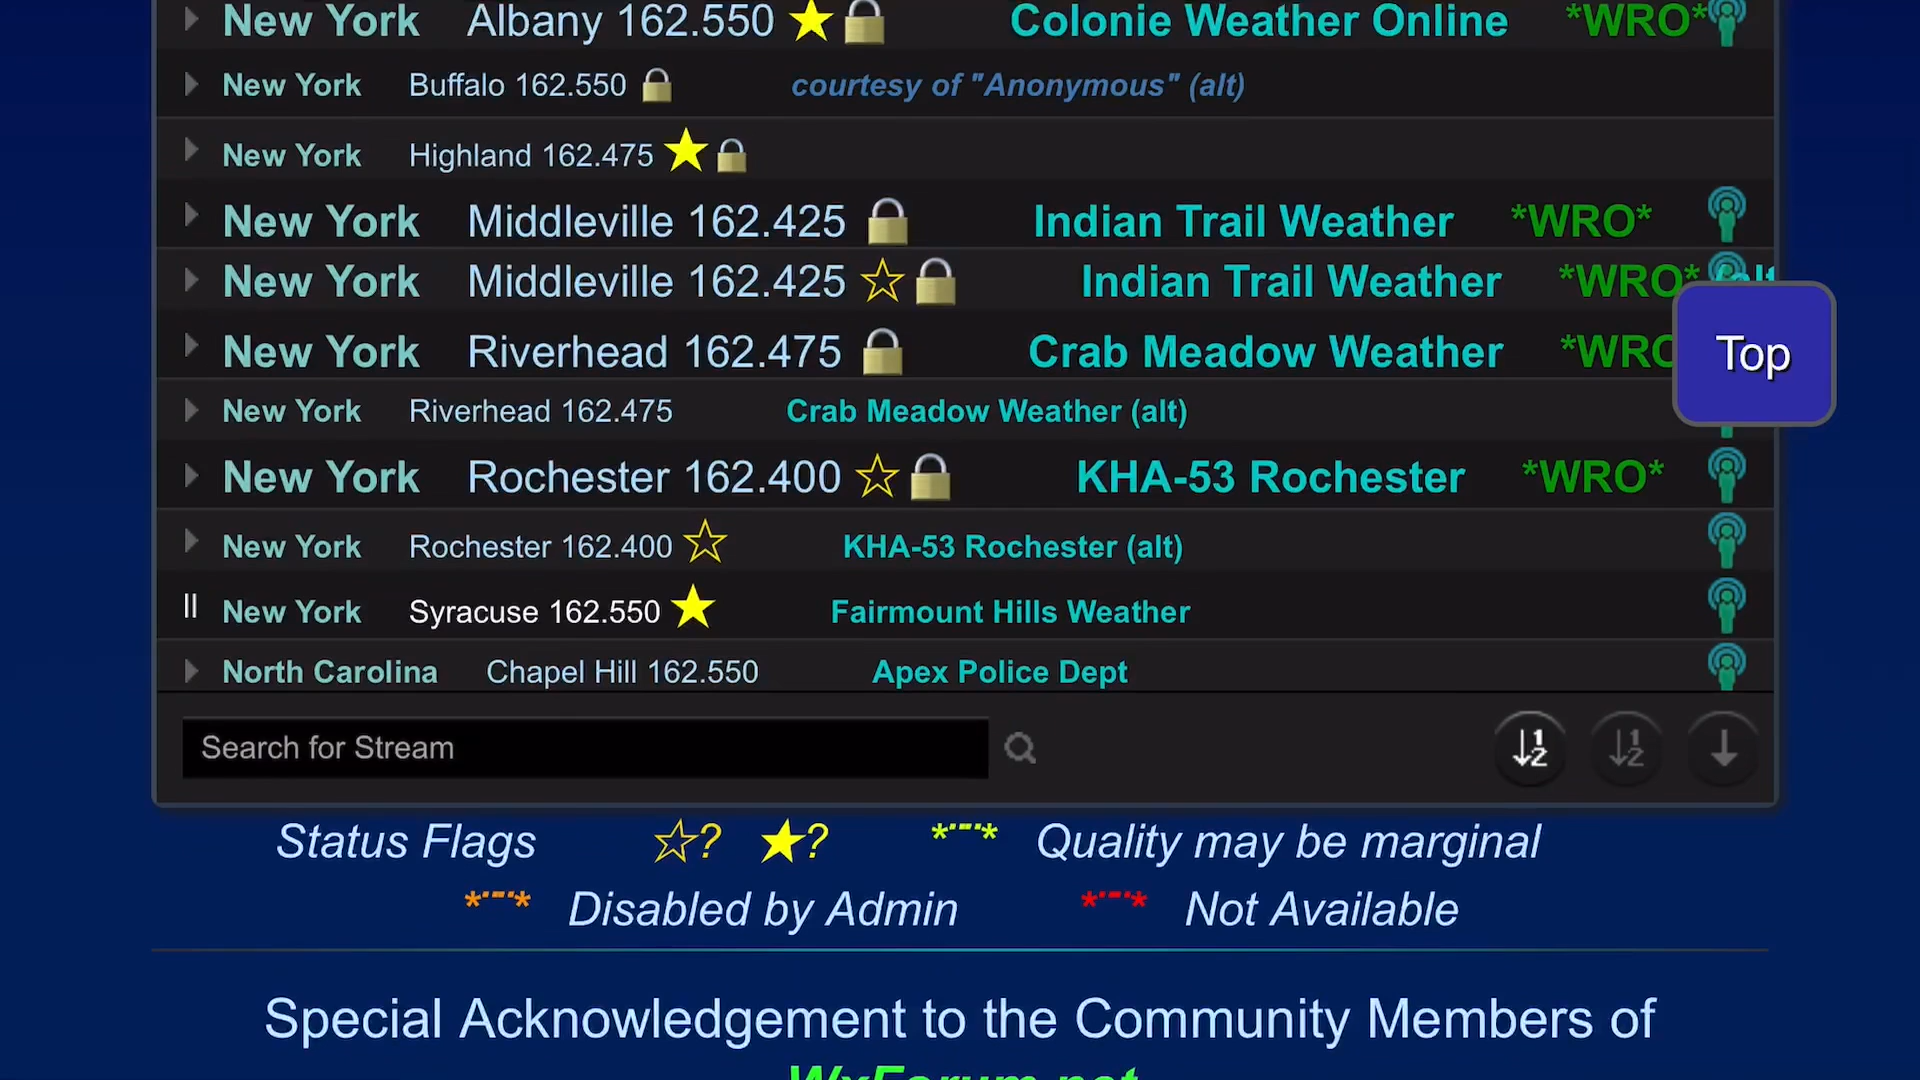 New York Albany 162.550 Colonie Weather Online *WRO*
New York Buffalo 162.550 courtesy of "Anonymous" (alt)
New York Highland 162.475
New York Middleville 162.425 Indian Trail Weather *WRO*
New York Middleville 162.425 Indian Trail Weather *WRO*
New York Riverhead 162.475 Crab Meadow Weather
Top
New York Riverhead 162.475 Crab Meadow Weather (alt)
New York Rochester 162.400 KHA-53 Rochester *WRO*
New York Rochester 162.400 KHA-53 Rochester (alt)
New York Syracuse 162.550 Fairmount Hills Weather
North Carolina Chapel Hill 162.550 Apex Police Dept
Search for Stream
Status Flags ? ? Quality may be marginal
Disabled by Admin Not Available
Special Acknowledgement to the Community Members of
WxForum.net